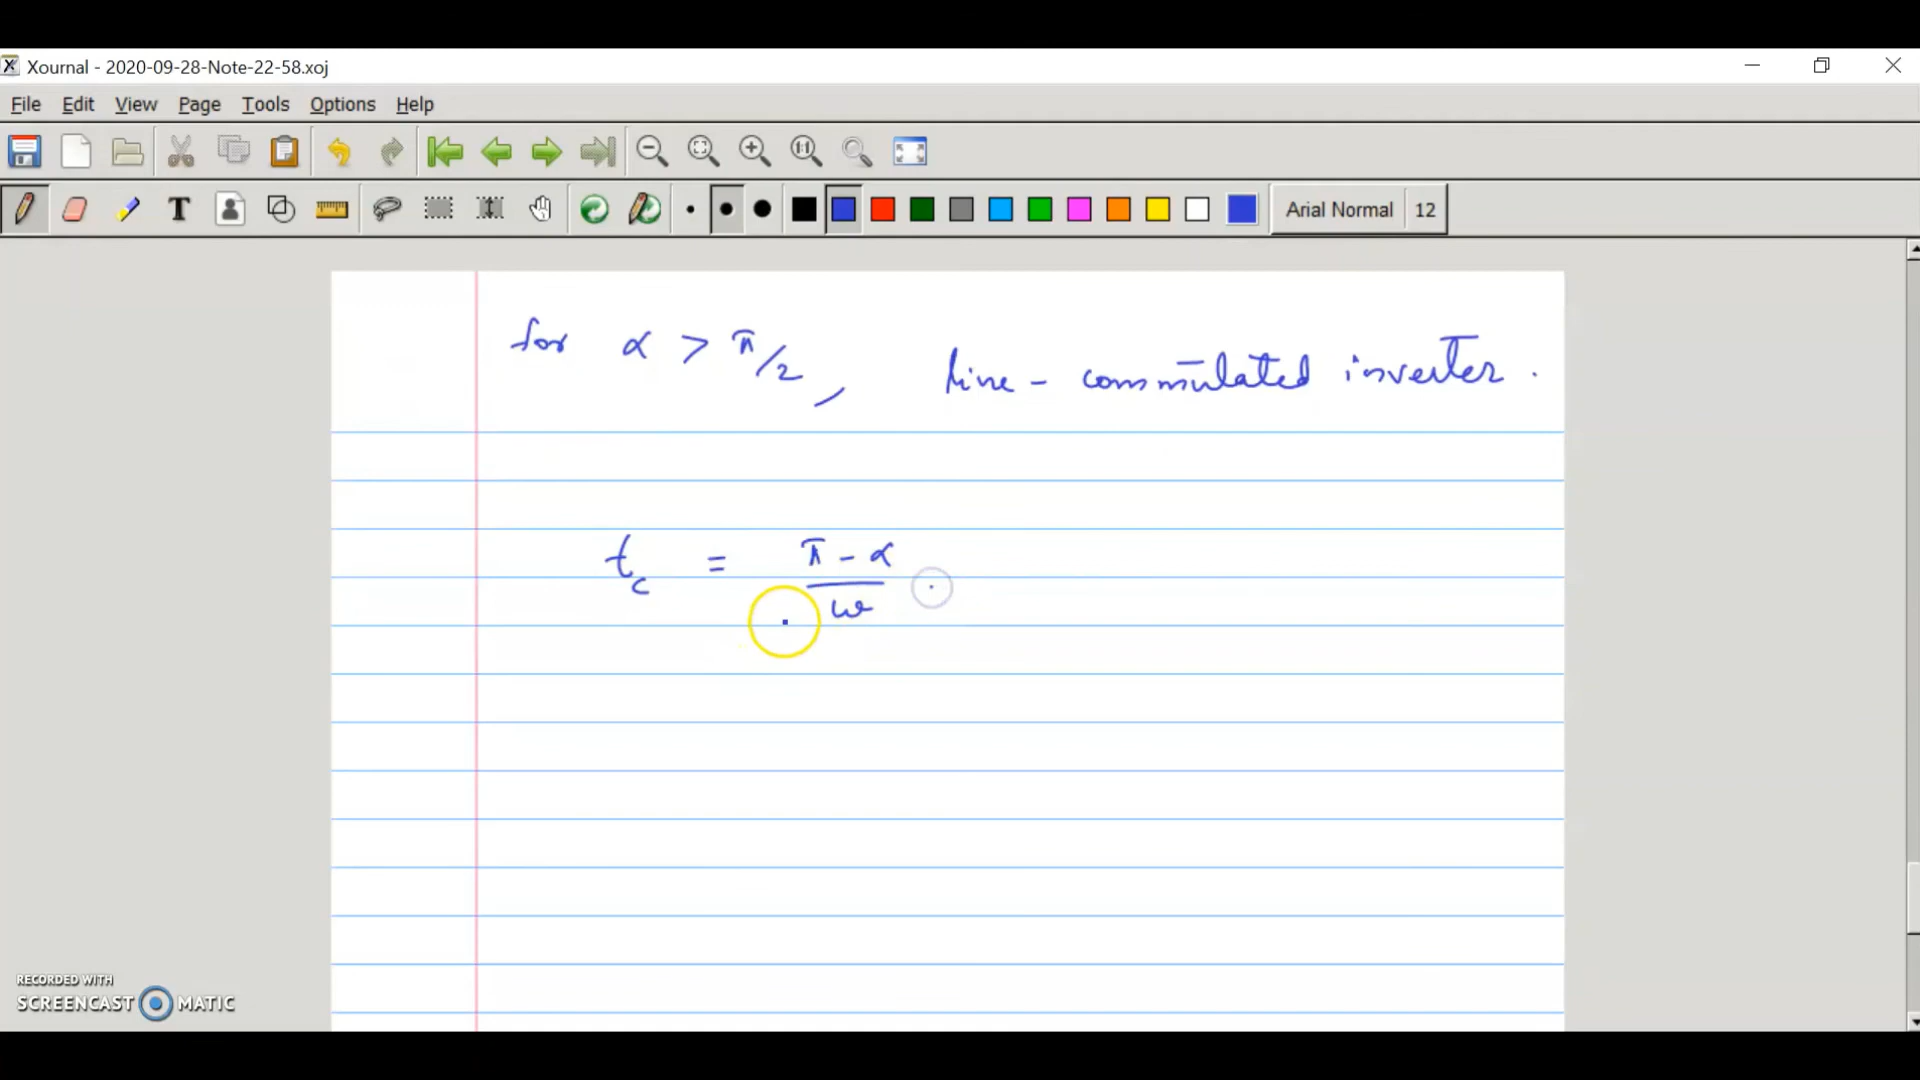 Xournal - 2020-09-28-Note-22-58.xoj
File Edit View Page Tools Options Help
Arial Normal 12
for α > π/2, line - commutated inverter.
t_c = π - α / ω
RECORDED WITH
SCREENCAST MATIC